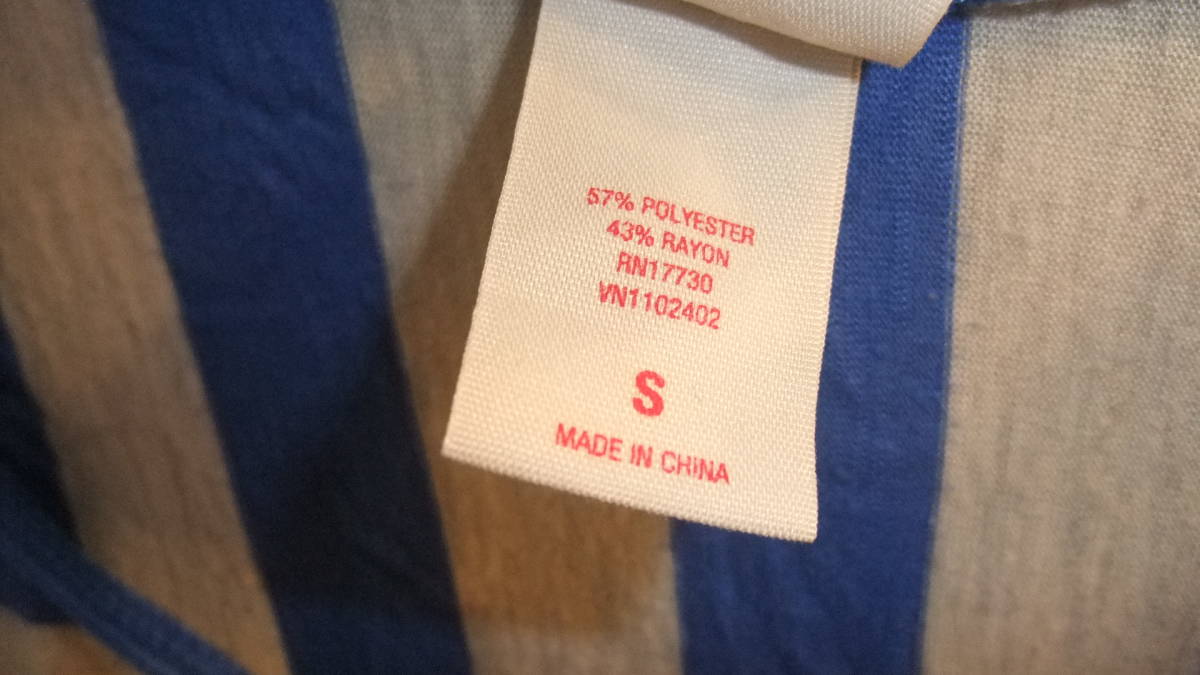 57% POLYESTER
43% RAYON
RN17730
VN1102402
S
MADE IN CHINA